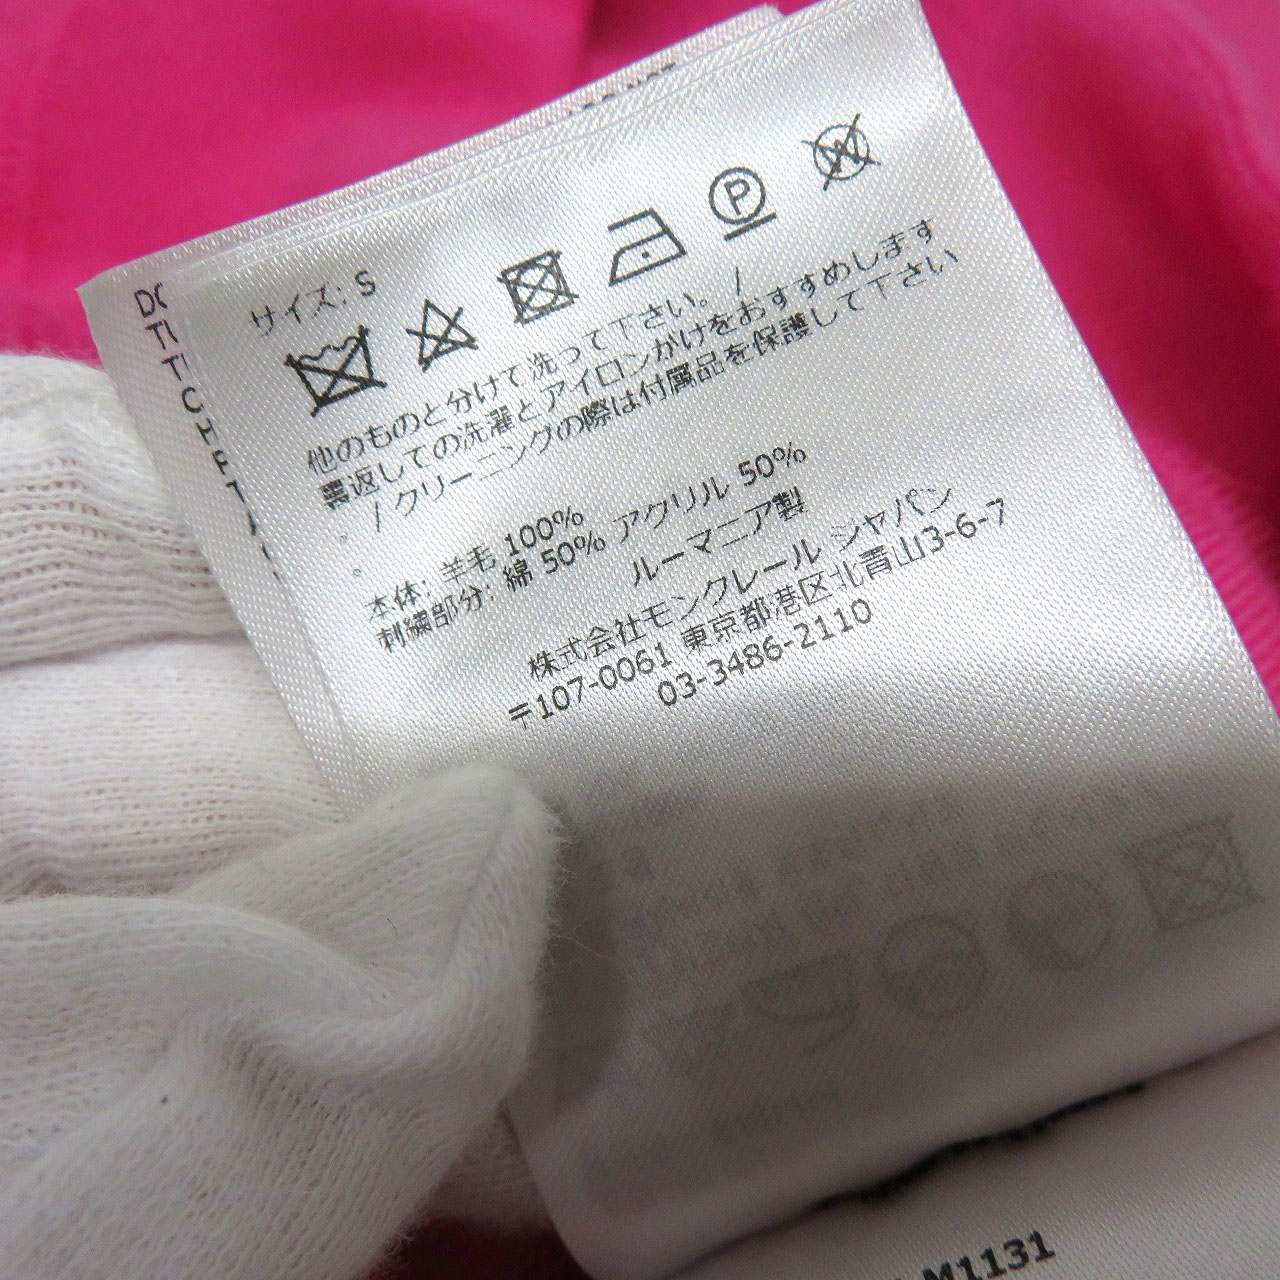 サイズ: S
P
W
他のものと分けて洗って下さい。/
裏返しての洗濯とアイロンがけをおすすめします
。/クリーニングの際は付属品を保護して下さい
。
本体: 羊毛 100%
刺繍部分: 綿 50% アクリル 50%
ルーマニア製
株式会社モンクレール ジャパン
〒107-0061 東京都港区北青山3-6-7
03-3486-2110
M1131